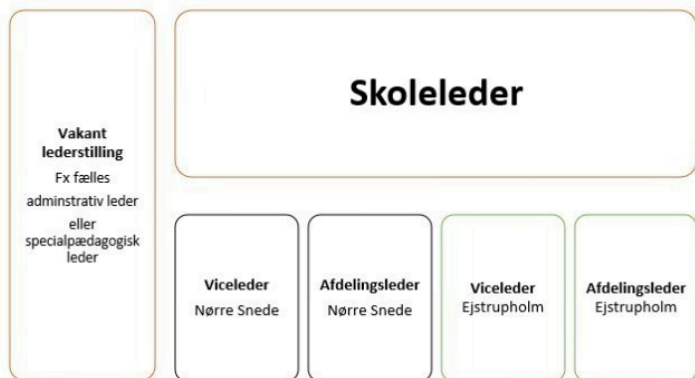 Vakant
lederstilling
Fx fælles
adminstrativ leder
eller
specialpædagogisk
leder
Skoleleder
Viceleder
Nørre Snede
Afdelingsleder
Nørre Snede
Viceleder
Ejstrupholm
Afdelingsleder
Ejstrupholm